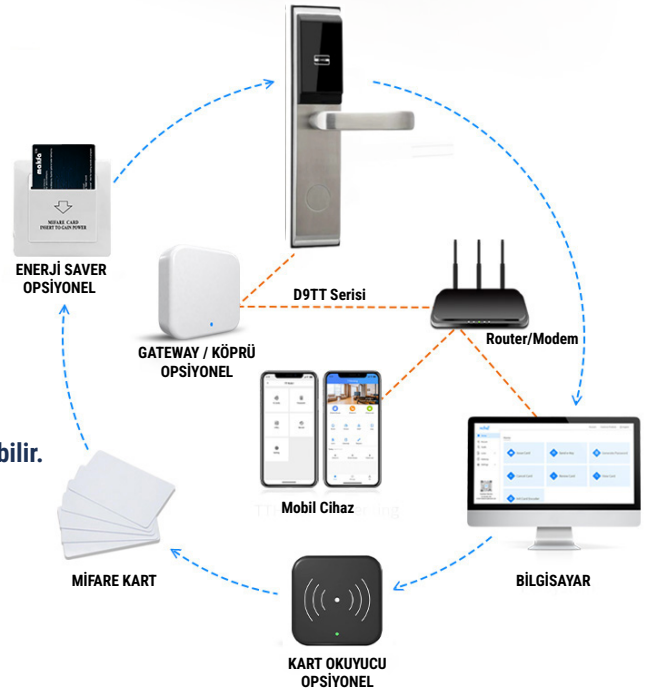 makia
MIFARE CARD
INSERT TO GAIN POWER
ENERJİ SAVER
OPSİYONEL
D9TT Serisi
Router/Modem
GATEWAY / KÖPRÜ
OPSİYONEL
bilir.
Mobil Cihaz
MİFARE KART
BİLGİSAYAR
KART OKUYUCU
OPSİYONEL